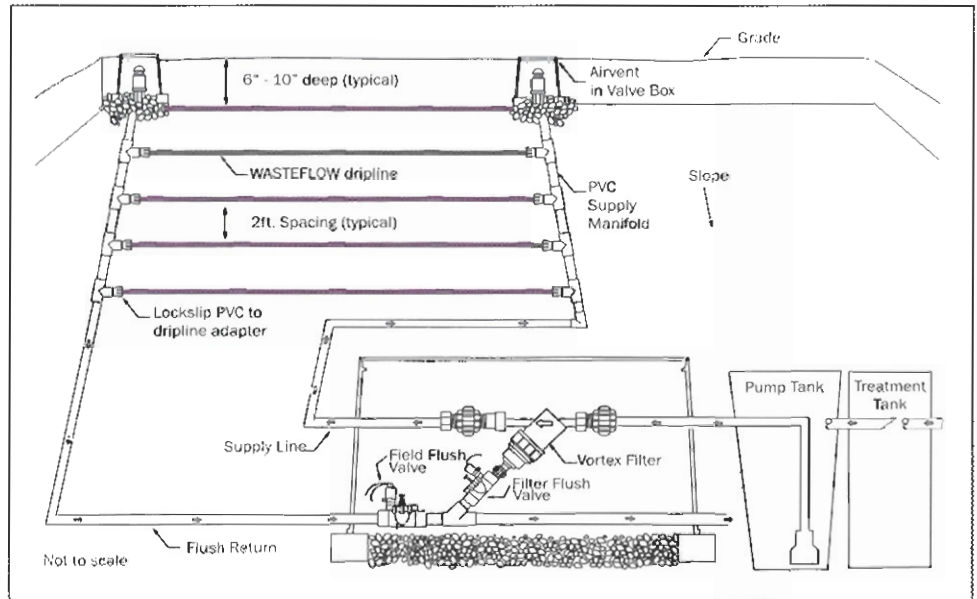 Grade
6" - 10" deep (typical)
Airvent
in Valve Box
WASTEFLOW dripline
Slope
PVC
Supply
Manifold
2ft. Spacing (typical)
Lockslip PVC to
dripline adapter
Pump Tank
Treatment
Tank
Supply Line
Field Flush
Valve
Vortex Filter
Filter Flush
Valve
Flush Return
Not to scale